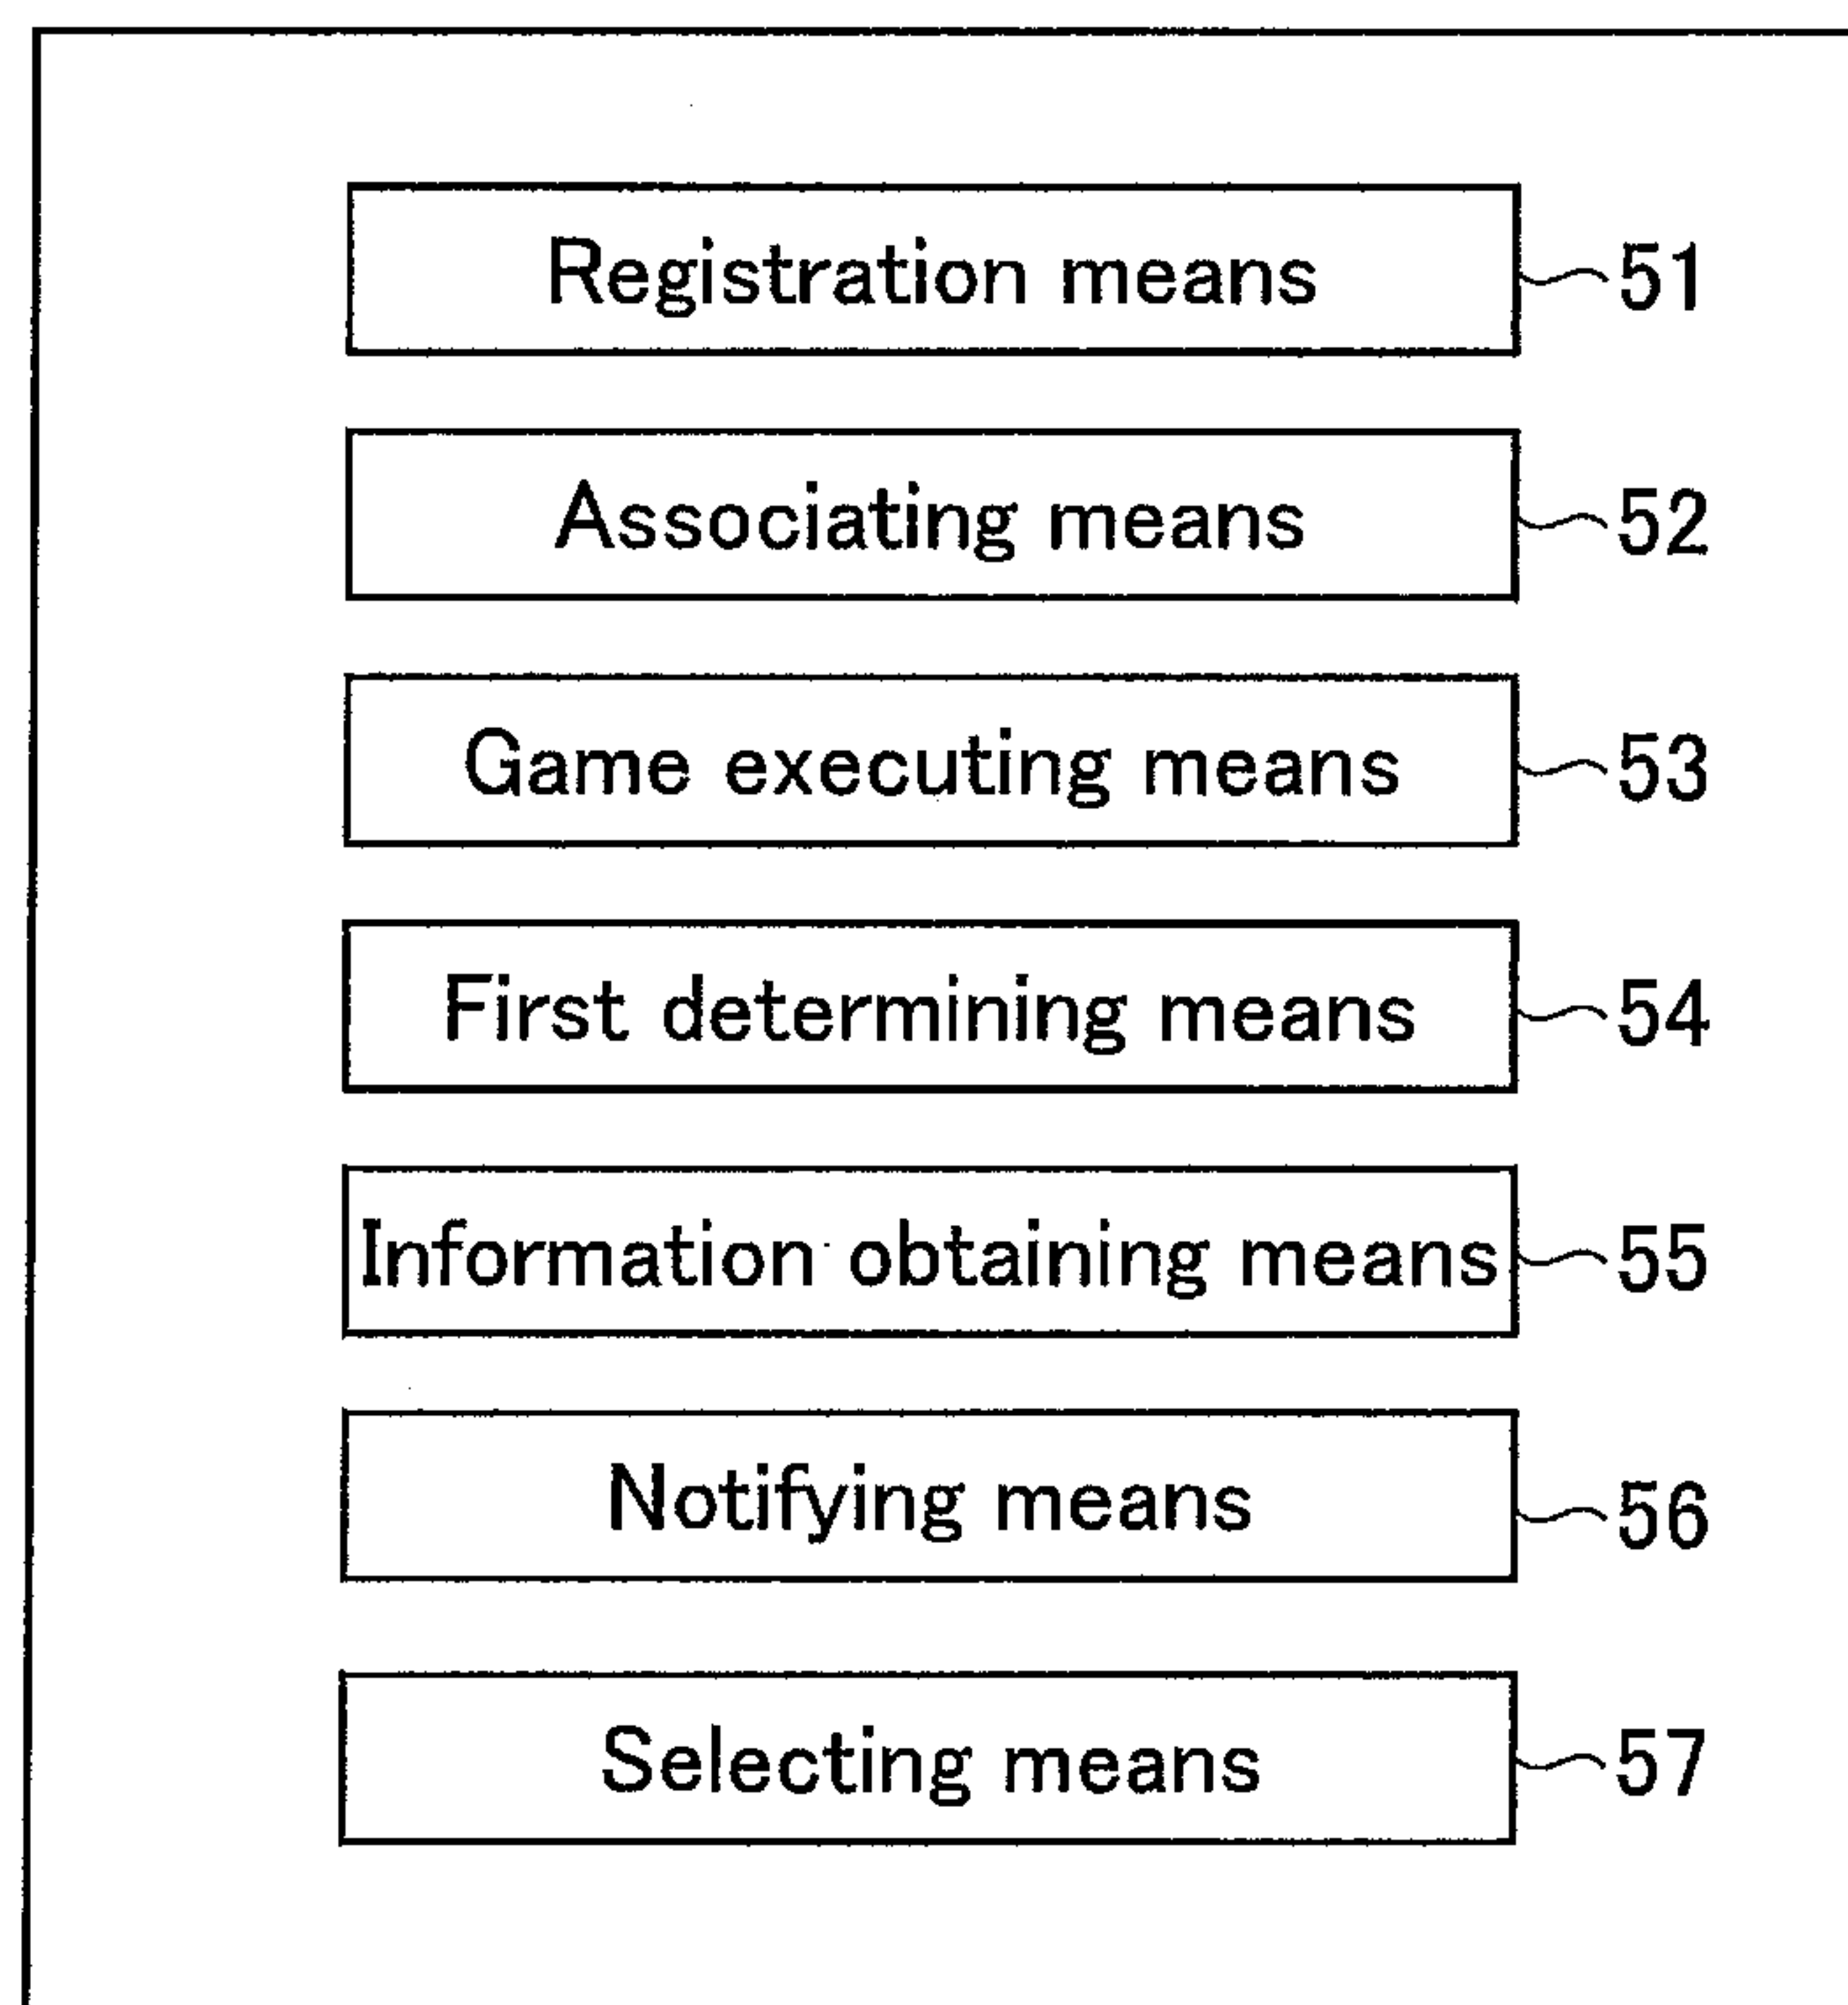 Registration means 51
Associating means 52
Game executing means 53
First determining means 54
Information obtaining means 55
Notifying means 56
Selecting means 57